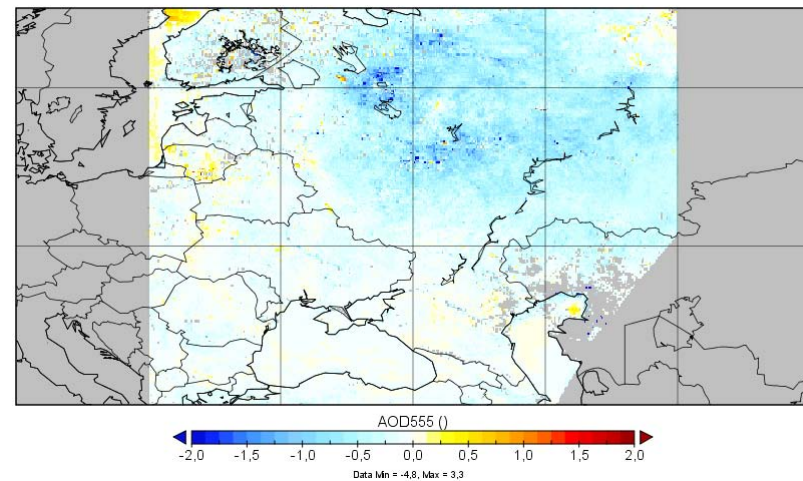 AOD555 ()
-2,0 -1,5 -1,0 -0,5 0,0 0,5 1,0 1,5 2,0
Data Min = -4,8, Max = 3,3